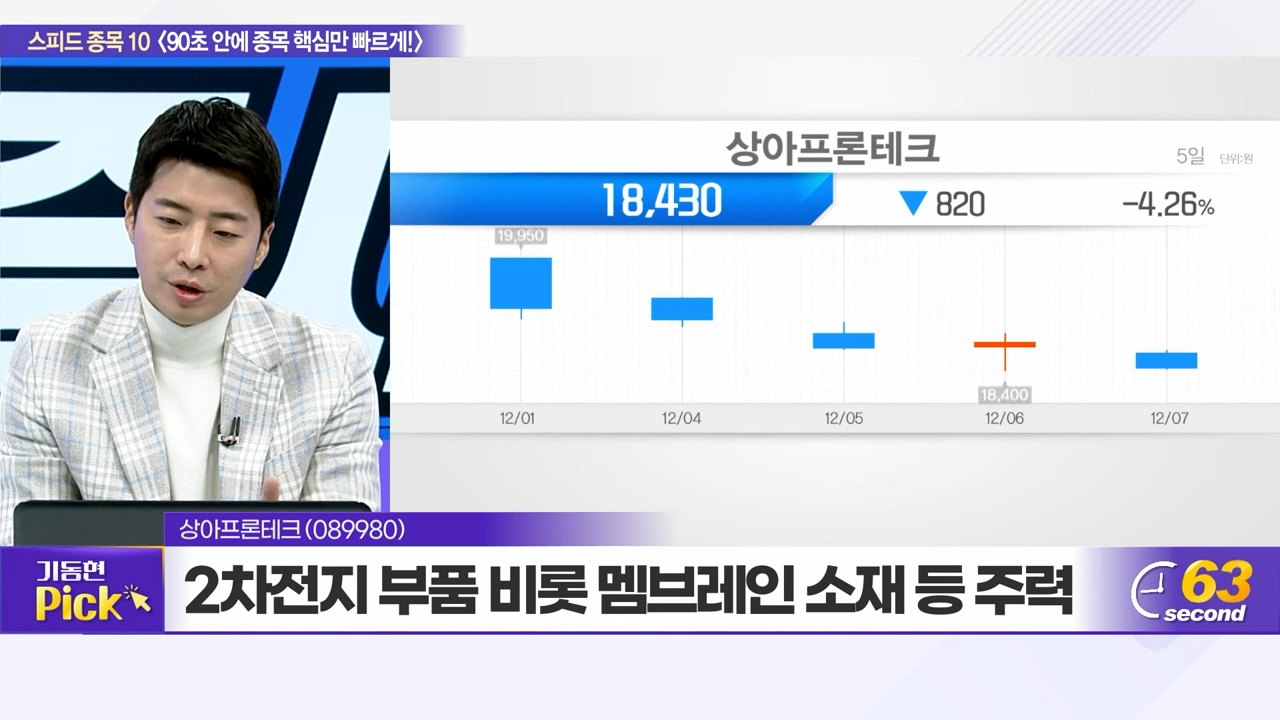 스피드 종목 10 〈90초 안에 종목 핵심만 빠르게!〉
상아프론테크
5일 단위:원
18,430 ▼ 820 -4.26%
19,950
18,400
12/01 12/04 12/05 12/06 12/07
상아프론테크(089980)
기동현
Pick
2차전지 부품 비롯 멤브레인 소재 등 주력
63
second